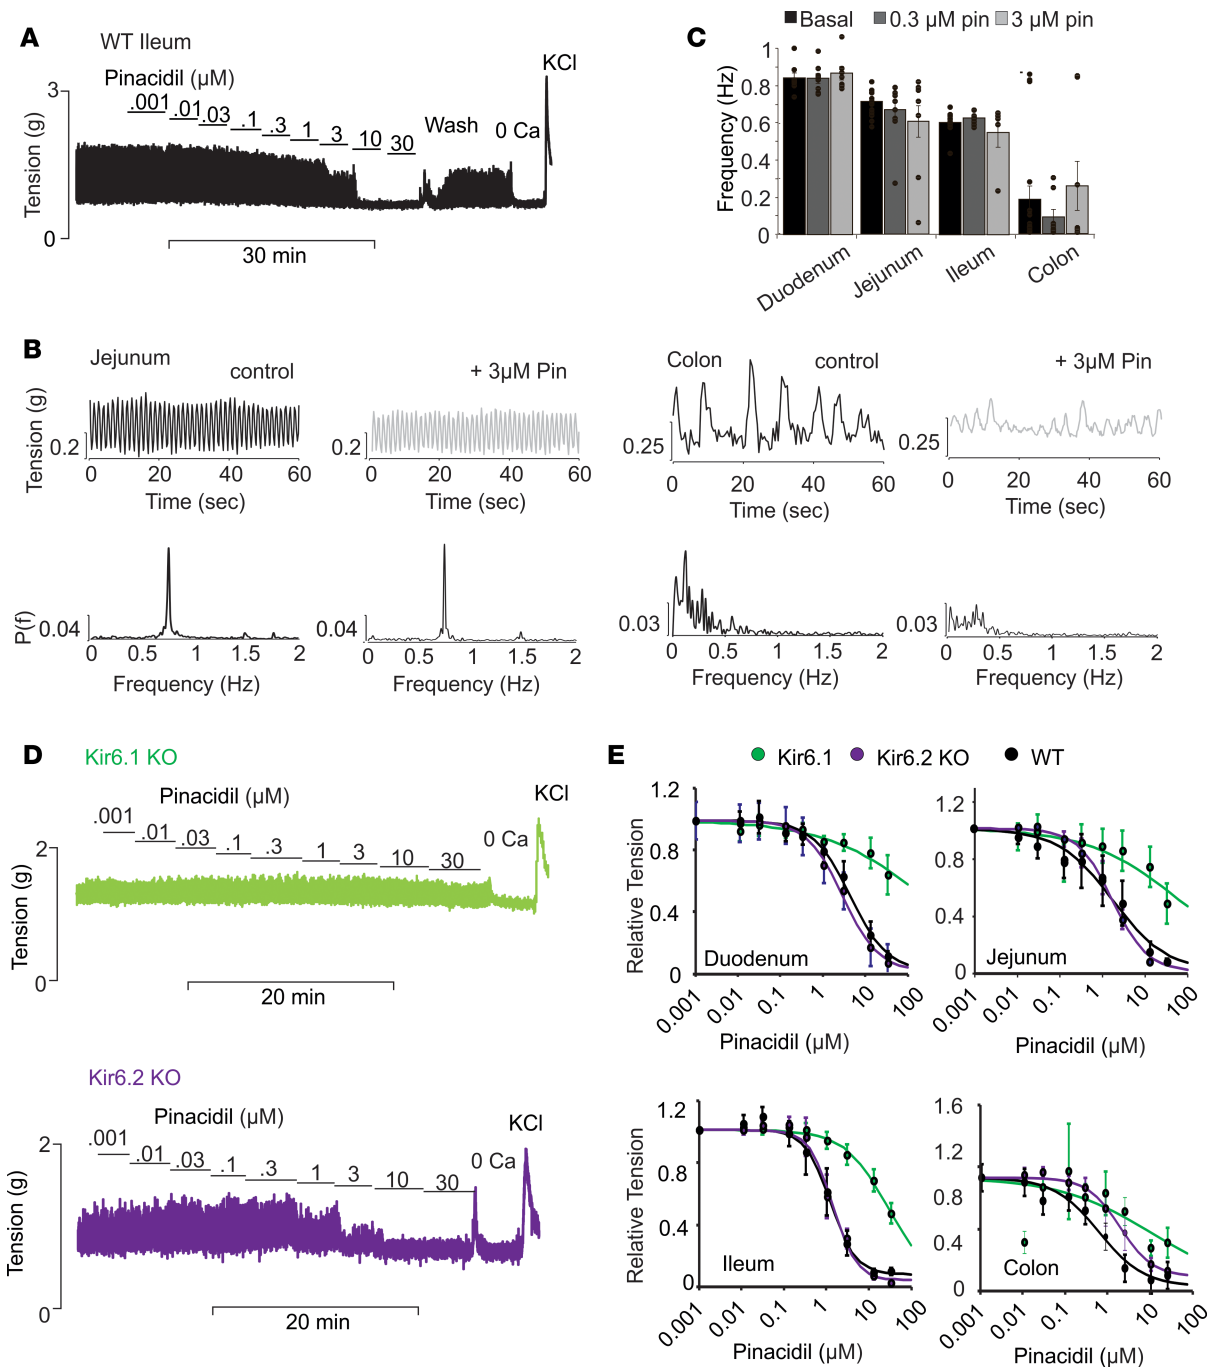 A
WT Ileum
Pinacidil (µM)
.001 .01 .03 .1 .3 1 3 10 30
Wash
0 Ca
KCl
Tension (g)
3
0
30 min
C
Basal 0.3 µM pin 3 µM pin
Frequency (Hz)
1
0.8
0.6
0.4
0.2
0
Duodenum Jejunum Ileum Colon
B
Jejunum control + 3µM Pin
Colon control + 3µM Pin
Tension (g)
0.2 0.2 0.25 0.25
0 20 40 60
Time (sec)
0 20 40 60
Time (sec)
0 20 40 60
Time (sec)
0 20 40 60
Time (sec)
P(f)
0.04 0.04 0.03 0.03
0 0.5 1 1.5 2
Frequency (Hz)
0 0.5 1 1.5 2
Frequency (Hz)
0 0.5 1 1.5 2
Frequency (Hz)
0 0.5 1 1.5 2
Frequency (Hz)
D
Kir6.1 KO
Pinacidil (µM)
.001 .01 .03 .1 .3 1 3 10 30
0 Ca
KCl
Tension (g)
2
0
20 min
Kir6.2 KO
Pinacidil (µM)
.001 .01 .03 .1 .3 1 3 10 30
0 Ca
KCl
Tension (g)
2
0
20 min
E
Kir6.1 Kir6.2 KO WT
Relative Tension
1.2
0.8
0.4
0
Duodenum
0.001 0.01 0.1 1 10 100
Pinacidil (µM)
1.2
0.8
0.4
0
Jejunum
0.001 0.01 0.1 1 10 100
Pinacidil (µM)
Relative Tension
1.2
0.8
0.4
0
Ileum
0.001 0.01 0.1 1 10 100
Pinacidil (µM)
1.6
1.2
0.8
0.4
0
Colon
0.001 0.01 0.1 1 10 100
Pinacidil (µM)